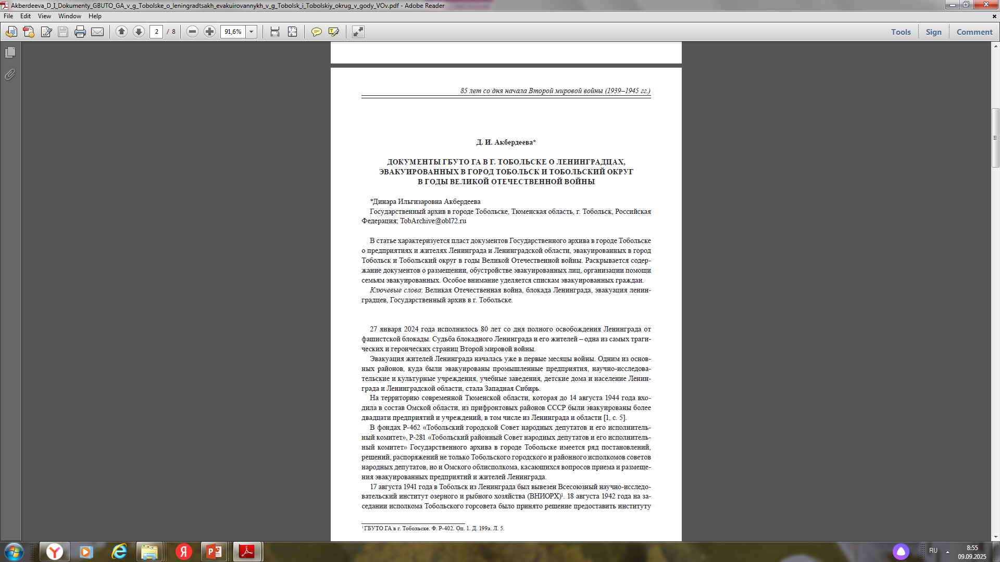 Akberdeeva_D_I_Dokumenty_GBUTO_GA_v_g_Tobolske_o_leningradtsakh_evakuirovannykh_v_g_Tobolsk_i_Tobolskiy_okrug_v_gody_VOv.pdf - Adobe Reader
File Edit View Window Help
2 / 8 91,6% Tools Sign Comment
85 лет со дня начала Второй мировой войны (1939–1945 гг.)
Д. И. Акбердеева*
ДОКУМЕНТЫ ГБУТО ГА В Г. ТОБОЛЬСКЕ О ЛЕНИНГРАДЦАХ,
ЭВАКУИРОВАННЫХ В ГОРОД ТОБОЛЬСК И ТОБОЛЬСКИЙ ОКРУГ
В ГОДЫ ВЕЛИКОЙ ОТЕЧЕСТВЕННОЙ ВОЙНЫ
*Динара Ильгизаровна Акбердеева
Государственный архив в городе Тобольске, Тюменская область, г. Тобольск, Российская
Федерация; TobArchive@obl72.ru
В статье характеризуется пласт документов Государственного архива в городе Тобольске
о предприятиях и жителях Ленинграда и Ленинградской области, эвакуированных в город
Тобольск и Тобольский округ в годы Великой Отечественной войны. Раскрывается содер-
жание документов о размещении, обустройстве эвакуированных лиц, организации помощи
семьям эвакуированных. Особое внимание уделяется спискам эвакуированных граждан.
Ключевые слова: Великая Отечественная война, блокада Ленинграда, эвакуация ленин-
градцев, Государственный архив в г. Тобольске.
27 января 2024 года исполнилось 80 лет со дня полного освобождения Ленинграда от
фашистской блокады. Судьба блокадного Ленинграда и его жителей – одна из самых траги-
ческих и героических страниц Второй мировой войны.
Эвакуация жителей Ленинграда началась уже в первые месяцы войны. Одним из основ-
ных районов, куда были эвакуированы промышленные предприятия, научно-исследова-
тельские и культурные учреждения, учебные заведения, детские дома и население Ленин-
града и Ленинградской области, стала Западная Сибирь.
На территорию современной Тюменской области, которая до 14 августа 1944 года вхо-
дила в состав Омской области, из прифронтовых районов СССР были эвакуированы более
двадцати предприятий и учреждений, в том числе из Ленинграда и области [1, с. 5].
В фондах Р-462 «Тобольский городской Совет народных депутатов и его исполнитель-
ный комитет», Р-281 «Тобольский районный Совет народных депутатов и его исполнитель-
ный комитет» Государственного архива в городе Тобольске имеется ряд постановлений,
решений, распоряжений не только Тобольского городского и районного исполкомов советов
народных депутатов, но и Омского облисполкома, касающихся вопросов приема и размеще-
ния эвакуированных предприятий и жителей Ленинграда.
17 августа 1941 года в Тобольск из Ленинграда был вывезен Всесоюзный научно-исследо-
вательский институт озерного и рыбного хозяйства (ВНИОРХ)¹. 18 августа 1942 года на за-
седании исполкома Тобольского горсовета было принято решение предоставить институту
¹ ГБУТО ГА в г. Тобольске. Ф. Р-402. Оп. 1. Д. 199а. Л. 5.
RU
8:55
09.09.2025